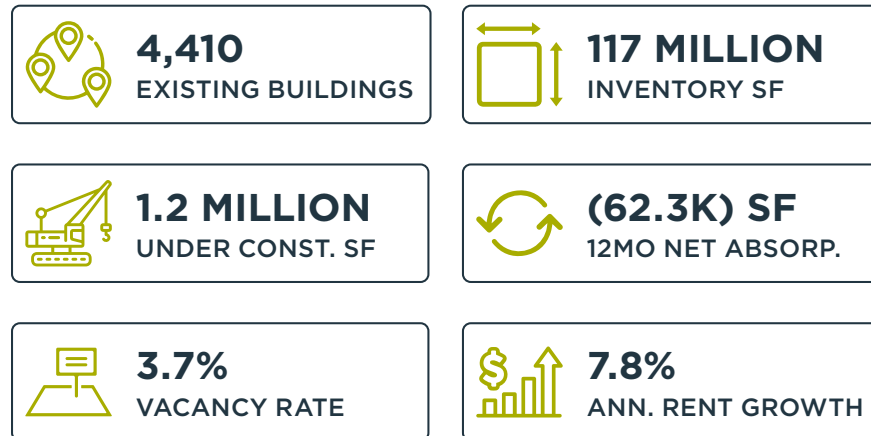 4,410
EXISTING BUILDINGS
117 MILLION
INVENTORY SF
1.2 MILLION
UNDER CONST. SF
(62.3K) SF
12MO NET ABSORP.
3.7%
VACANCY RATE
$
7.8%
ANN. RENT GROWTH